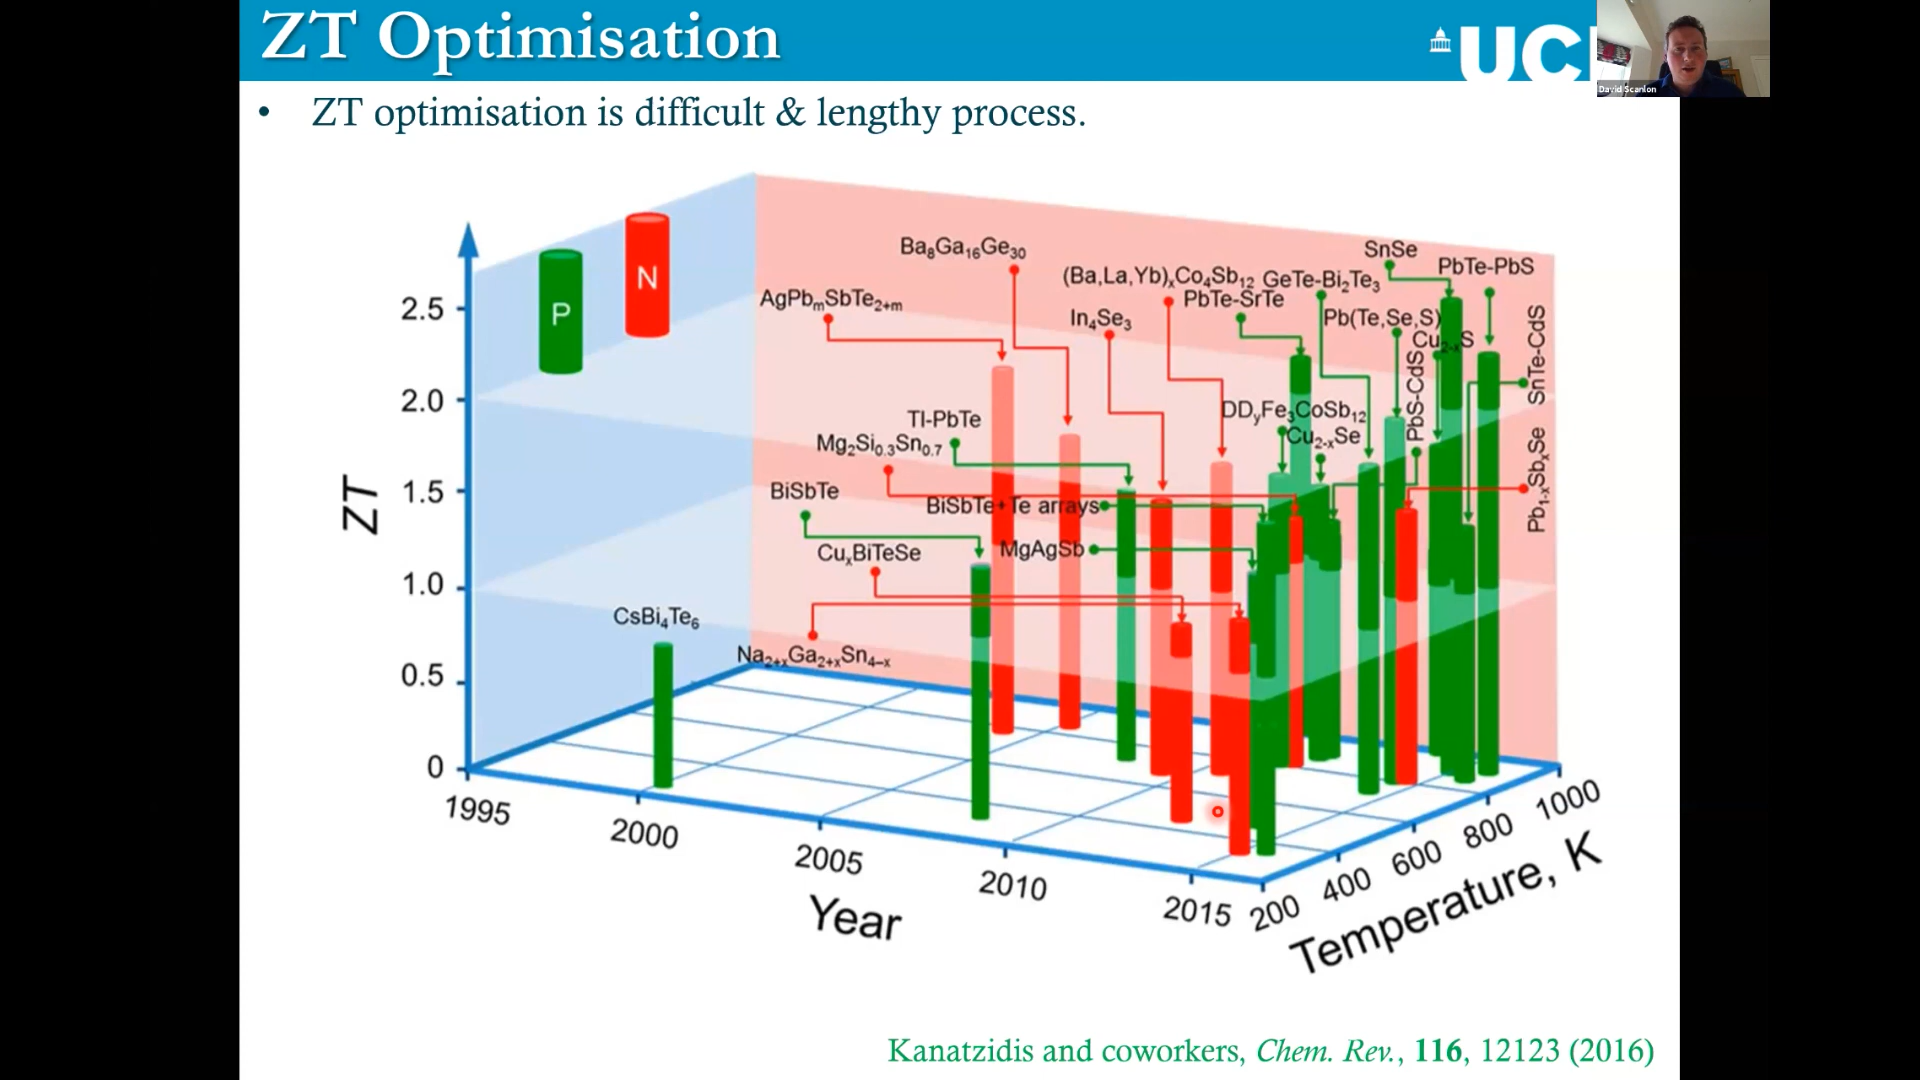 ZT Optimisation
UCL
David Scanlon
• ZT optimisation is difficult & lengthy process.
P
N
Ba₈Ga₁₆Ge₃₀
AgPbₘSbTe₂₊ₘ
(Ba,La,Yb)ₓCo₄Sb₁₂
GeTe-Bi₂Te₃
SnSe
PbTe-PbS
PbTe-SrTe
In₄Se₃
Pb(Te,Se,S)
Cu₂₋ₓS
SnTe-CdS
PbS-CdS
Tl-PbTe
DDyFe₃CoSb₁₂
Cu₂₋ₓSe
Mg₂Si₀.₃Sn₀.₇
BiSbTe
BiSbTe+Te arrays
Pb₁₋ₓSbₓSe
CuₓBiTeSe
MgAgSb
CsBi₄Te₆
Na₂₊ₓGa₂₊ₓSn₄₋ₓ
ZT
2.5
2.0
1.5
1.0
0.5
0
1995
2000
2005
2010
2015
Year
200
400
600
800
1000
Temperature, K
Kanatzidis and coworkers, Chem. Rev., 116, 12123 (2016)